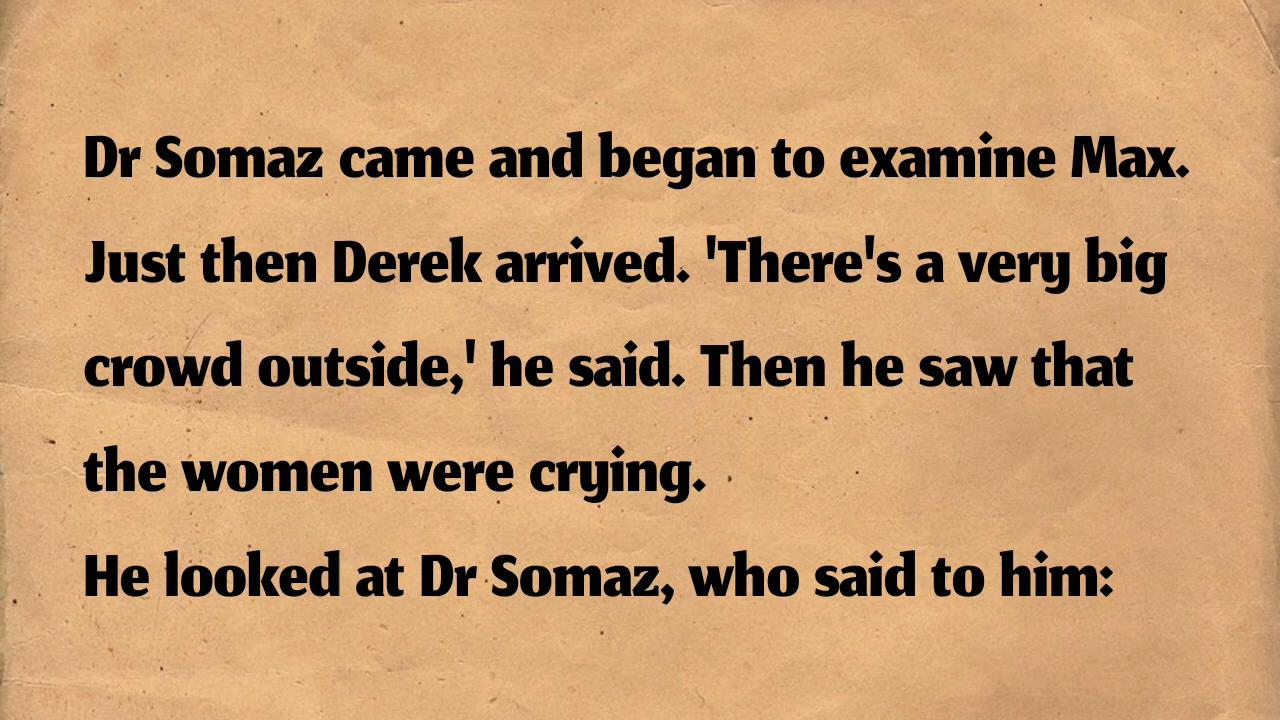 Dr Somaz came and began to examine Max.
Just then Derek arrived. 'There's a very big
crowd outside,' he said. Then he saw that
the women were crying.
He looked at Dr Somaz, who said to him: